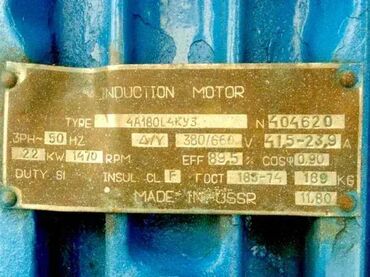 INDUCTION MOTOR
TYPE 4A180L4KУ3 N 404620
3PH~ 50 HZ Δ/Y 380/660 V 41,5-23,9 A
22 KW 1470 RPM EFF 89,5 % COSφ 0,90
DUTY S1 INSUL. CL F ГОСТ 183-74 189 KG
MADE IN USSR 11.80